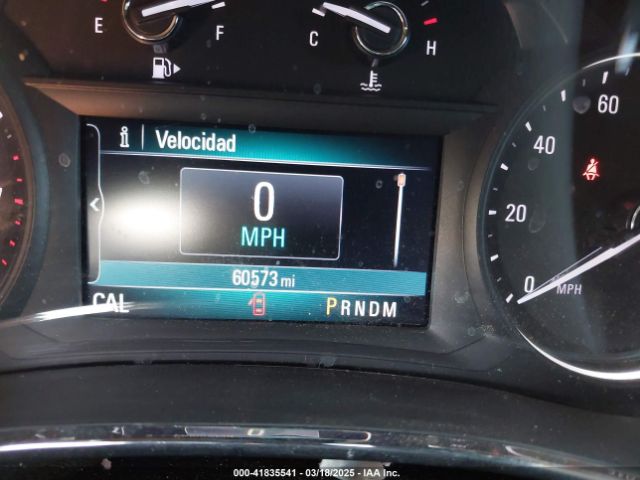 E F C H
i Velocidad
0
MPH
60573 mi
CAL PRNDM
60
40
20
0
MPH
000-41835541 / 03/18/2025 / IAA Inc.